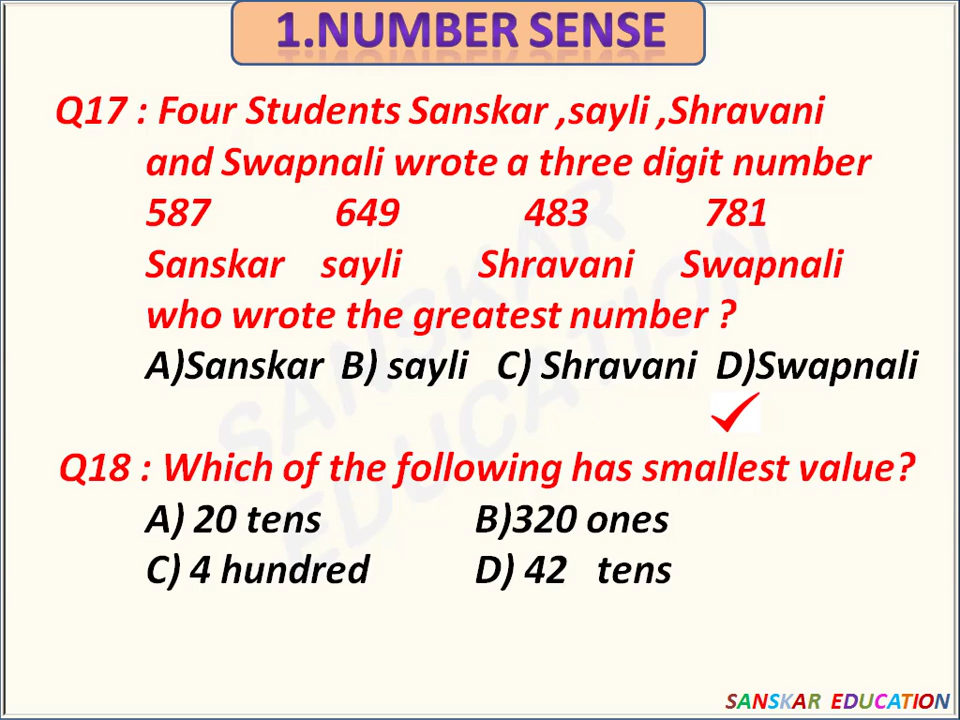 1.NUMBER SENSE
Q17 : Four Students Sanskar ,sayli ,Shravani
and Swapnali wrote a three digit number
587 649 483 781
Sanskar sayli Shravani Swapnali
who wrote the greatest number ?
A)Sanskar B) sayli C) Shravani D)Swapnali
Q18 : Which of the following has smallest value?
A) 20 tens B)320 ones
C) 4 hundred D) 42 tens
SANSKAR EDUCATION
SANSKAR EDUCATION